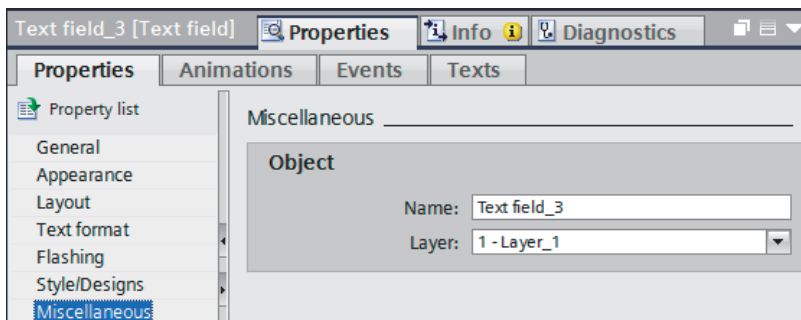 Text field_3 [Text field] Properties Info Diagnostics
Properties Animations Events Texts
Property list
General
Appearance
Layout
Text format
Flashing
Style/Designs
Miscellaneous
Miscellaneous
Object
Name: Text field_3
Layer: 1 - Layer_1